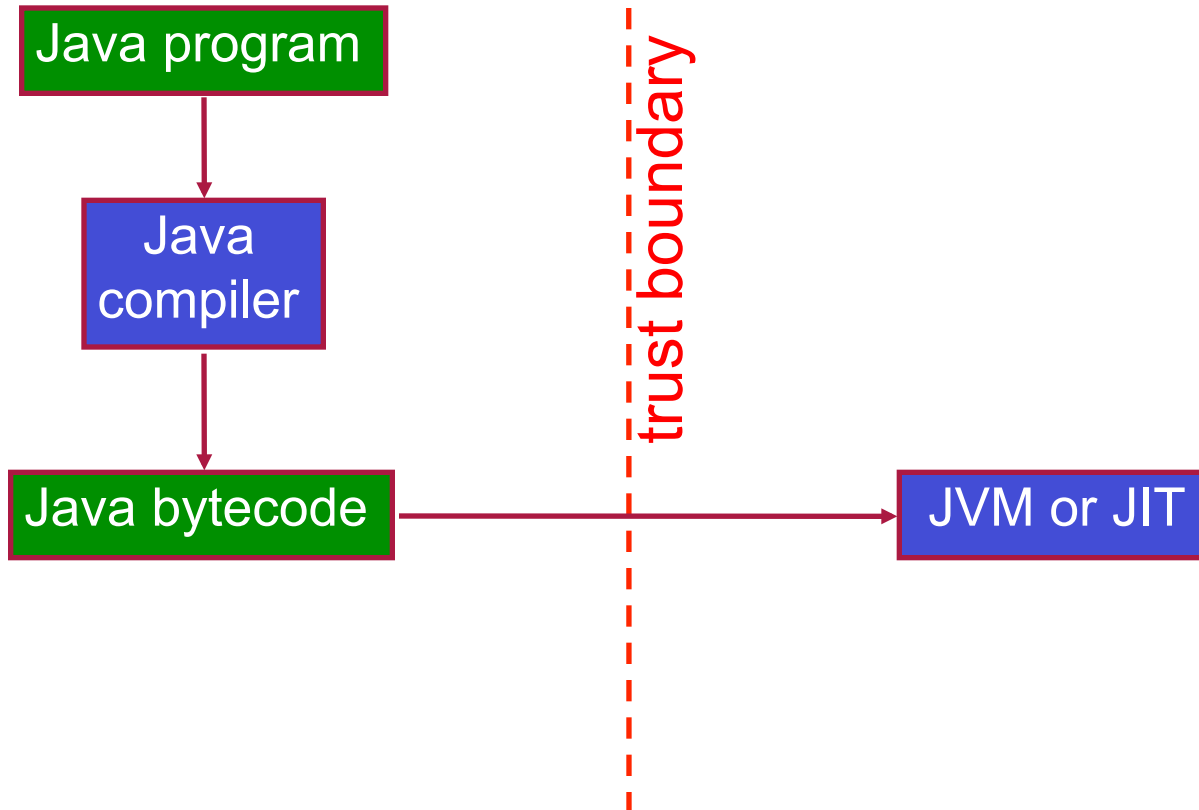 Java program
trust boundary
Java
compiler
Java bytecode
JVM or JIT